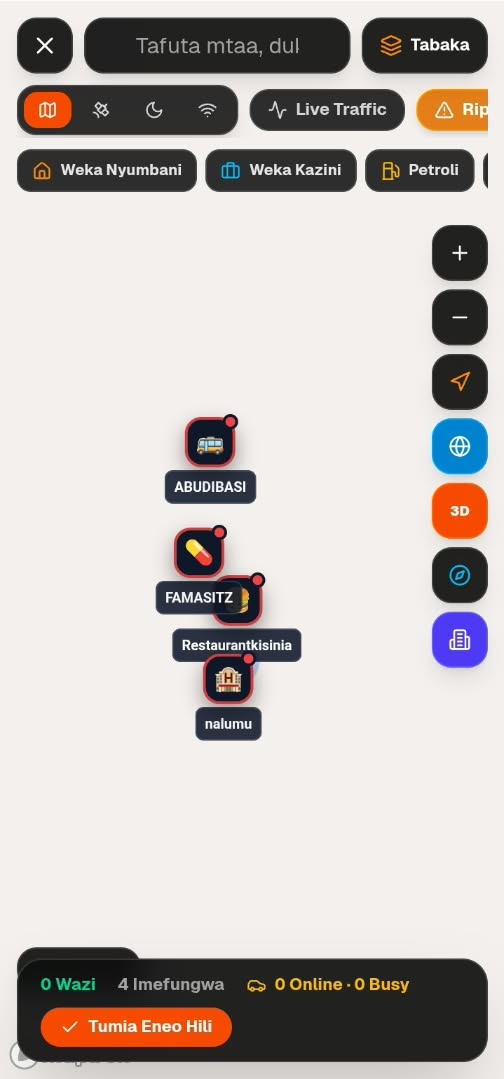 Tafuta mtaa, duk
Tabaka
Live Traffic
Rip
Weka Nyumbani
Weka Kazini
Petroli
3D
ABUDIBASI
FAMASITZ
Restaurantkisinia
H
nalumu
0 Wazi 4 Imefungwa 0 Online · 0 Busy
Tumia Eneo Hili